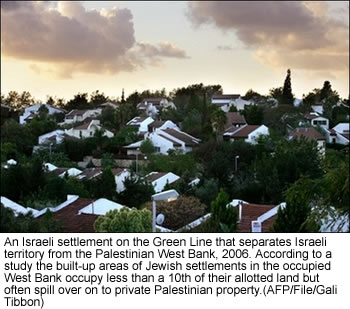 An Israeli settlement on the Green Line that separates Israeli
territory from the Palestinian West Bank, 2006. According to a
study the built-up areas of Jewish settlements in the occupied
West Bank occupy less than a 10th of their allotted land but
often spill over on to private Palestinian property.(AFP/File/Gali
Tibbon)